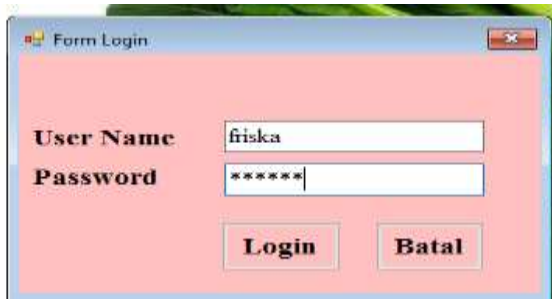 Form Login
User Name friska
Password ******
Login Batal